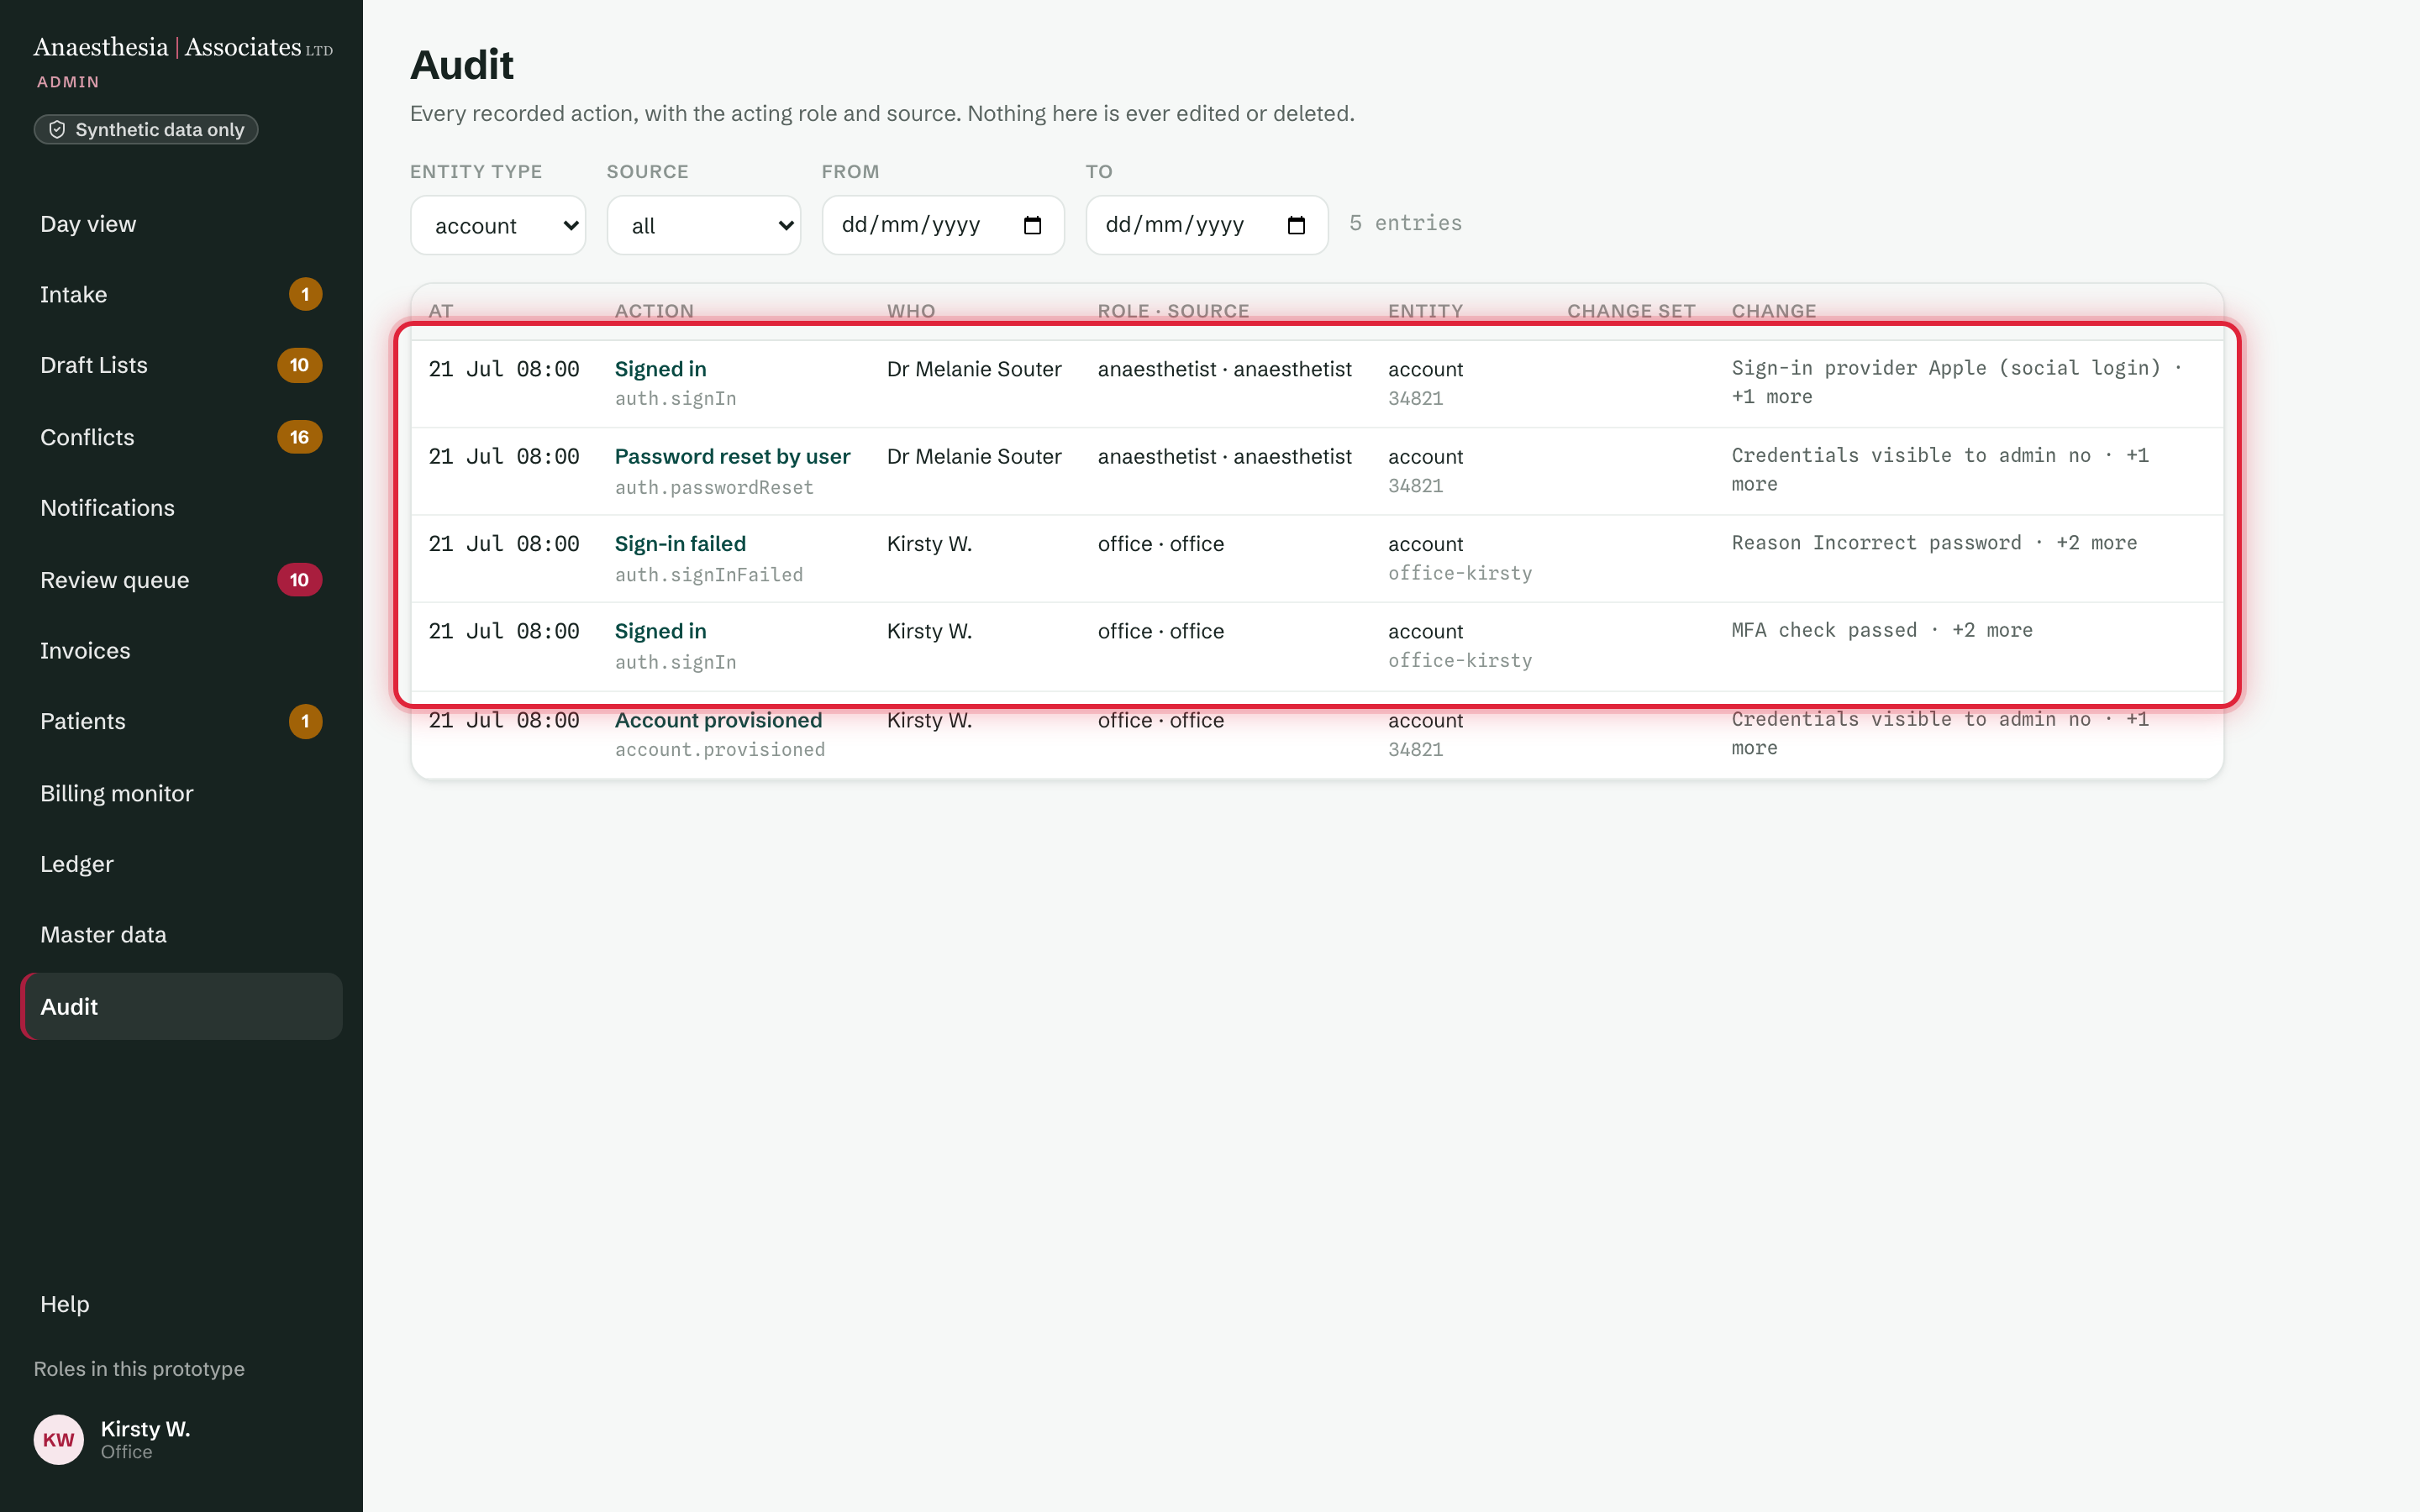 Anaesthesia | Associates LTD
ADMIN
Synthetic data only
Day view
Intake 1
Draft Lists 10
Conflicts 16
Notifications
Review queue 10
Invoices
Patients 1
Billing monitor
Ledger
Master data
Audit
Help
Roles in this prototype
KW Kirsty W.
Office
Audit
Every recorded action, with the acting role and source. Nothing here is ever edited or deleted.
ENTITY TYPE SOURCE FROM TO
account all dd/mm/yyyy dd/mm/yyyy 5 entries
AT ACTION WHO ROLE · SOURCE ENTITY CHANGE SET CHANGE
21 Jul 08:00 Signed in Dr Melanie Souter anaesthetist · anaesthetist account Sign-in provider Apple (social login) ·
auth.signIn 34821 +1 more
21 Jul 08:00 Password reset by user Dr Melanie Souter anaesthetist · anaesthetist account Credentials visible to admin no · +1
auth.passwordReset 34821 more
21 Jul 08:00 Sign-in failed Kirsty W. office · office account Reason Incorrect password · +2 more
auth.signInFailed office-kirsty
21 Jul 08:00 Signed in Kirsty W. office · office account MFA check passed · +2 more
auth.signIn office-kirsty
21 Jul 08:00 Account provisioned Kirsty W. office · office account Credentials visible to admin no · +1
account.provisioned 34821 more